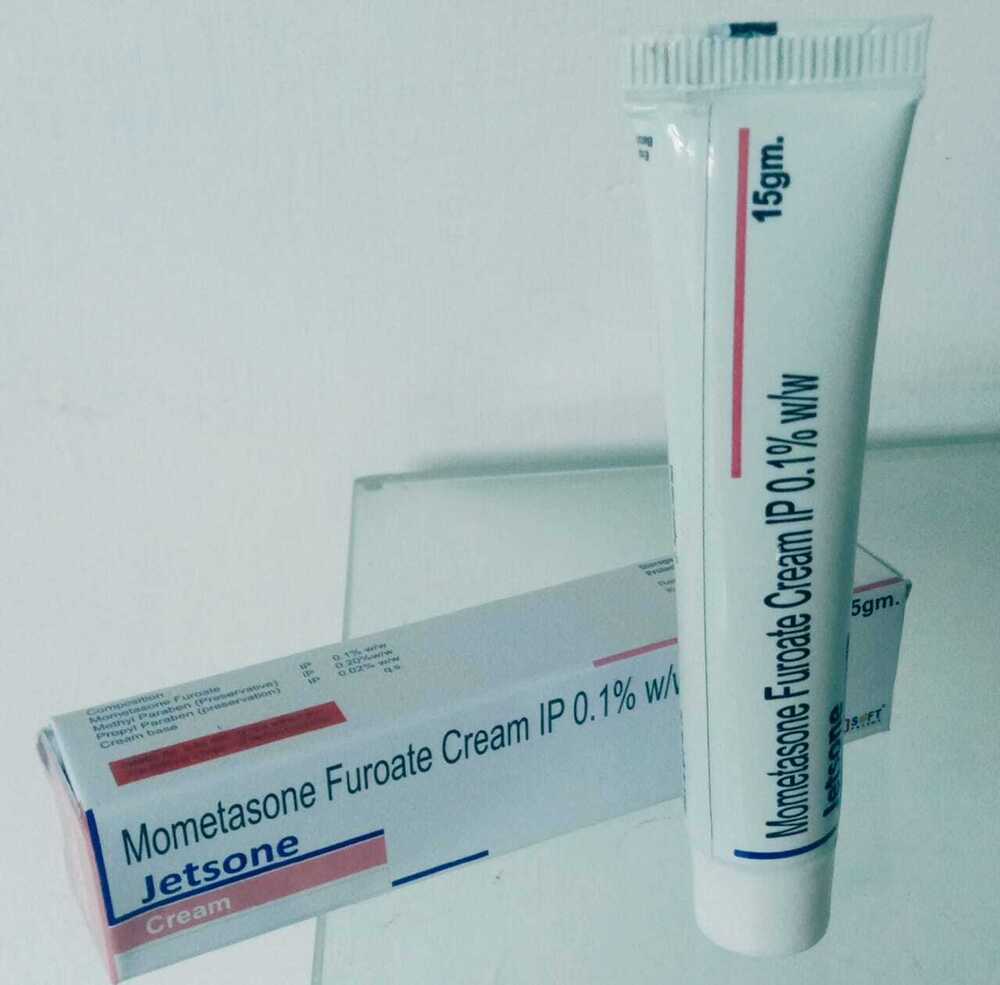 15gm.
Mometasone Furoate Cream IP 0.1% w/w
Jetsone
Composition
Mometasone Furoate IP 0.1% w/w
Methyl Paraben (Preservative) IP 0.20%w/w
Propyl Paraben (preservation) IP 0.02% w/w
Cream base q.s
Mometasone Furoate Cream IP 0.1% w/
Jetsone
Cream
5gm.